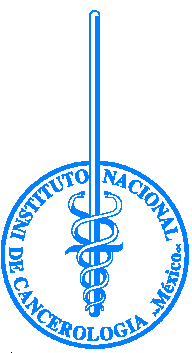 INSTITUTO NACIONAL
DE CANCEROLOGIA
México